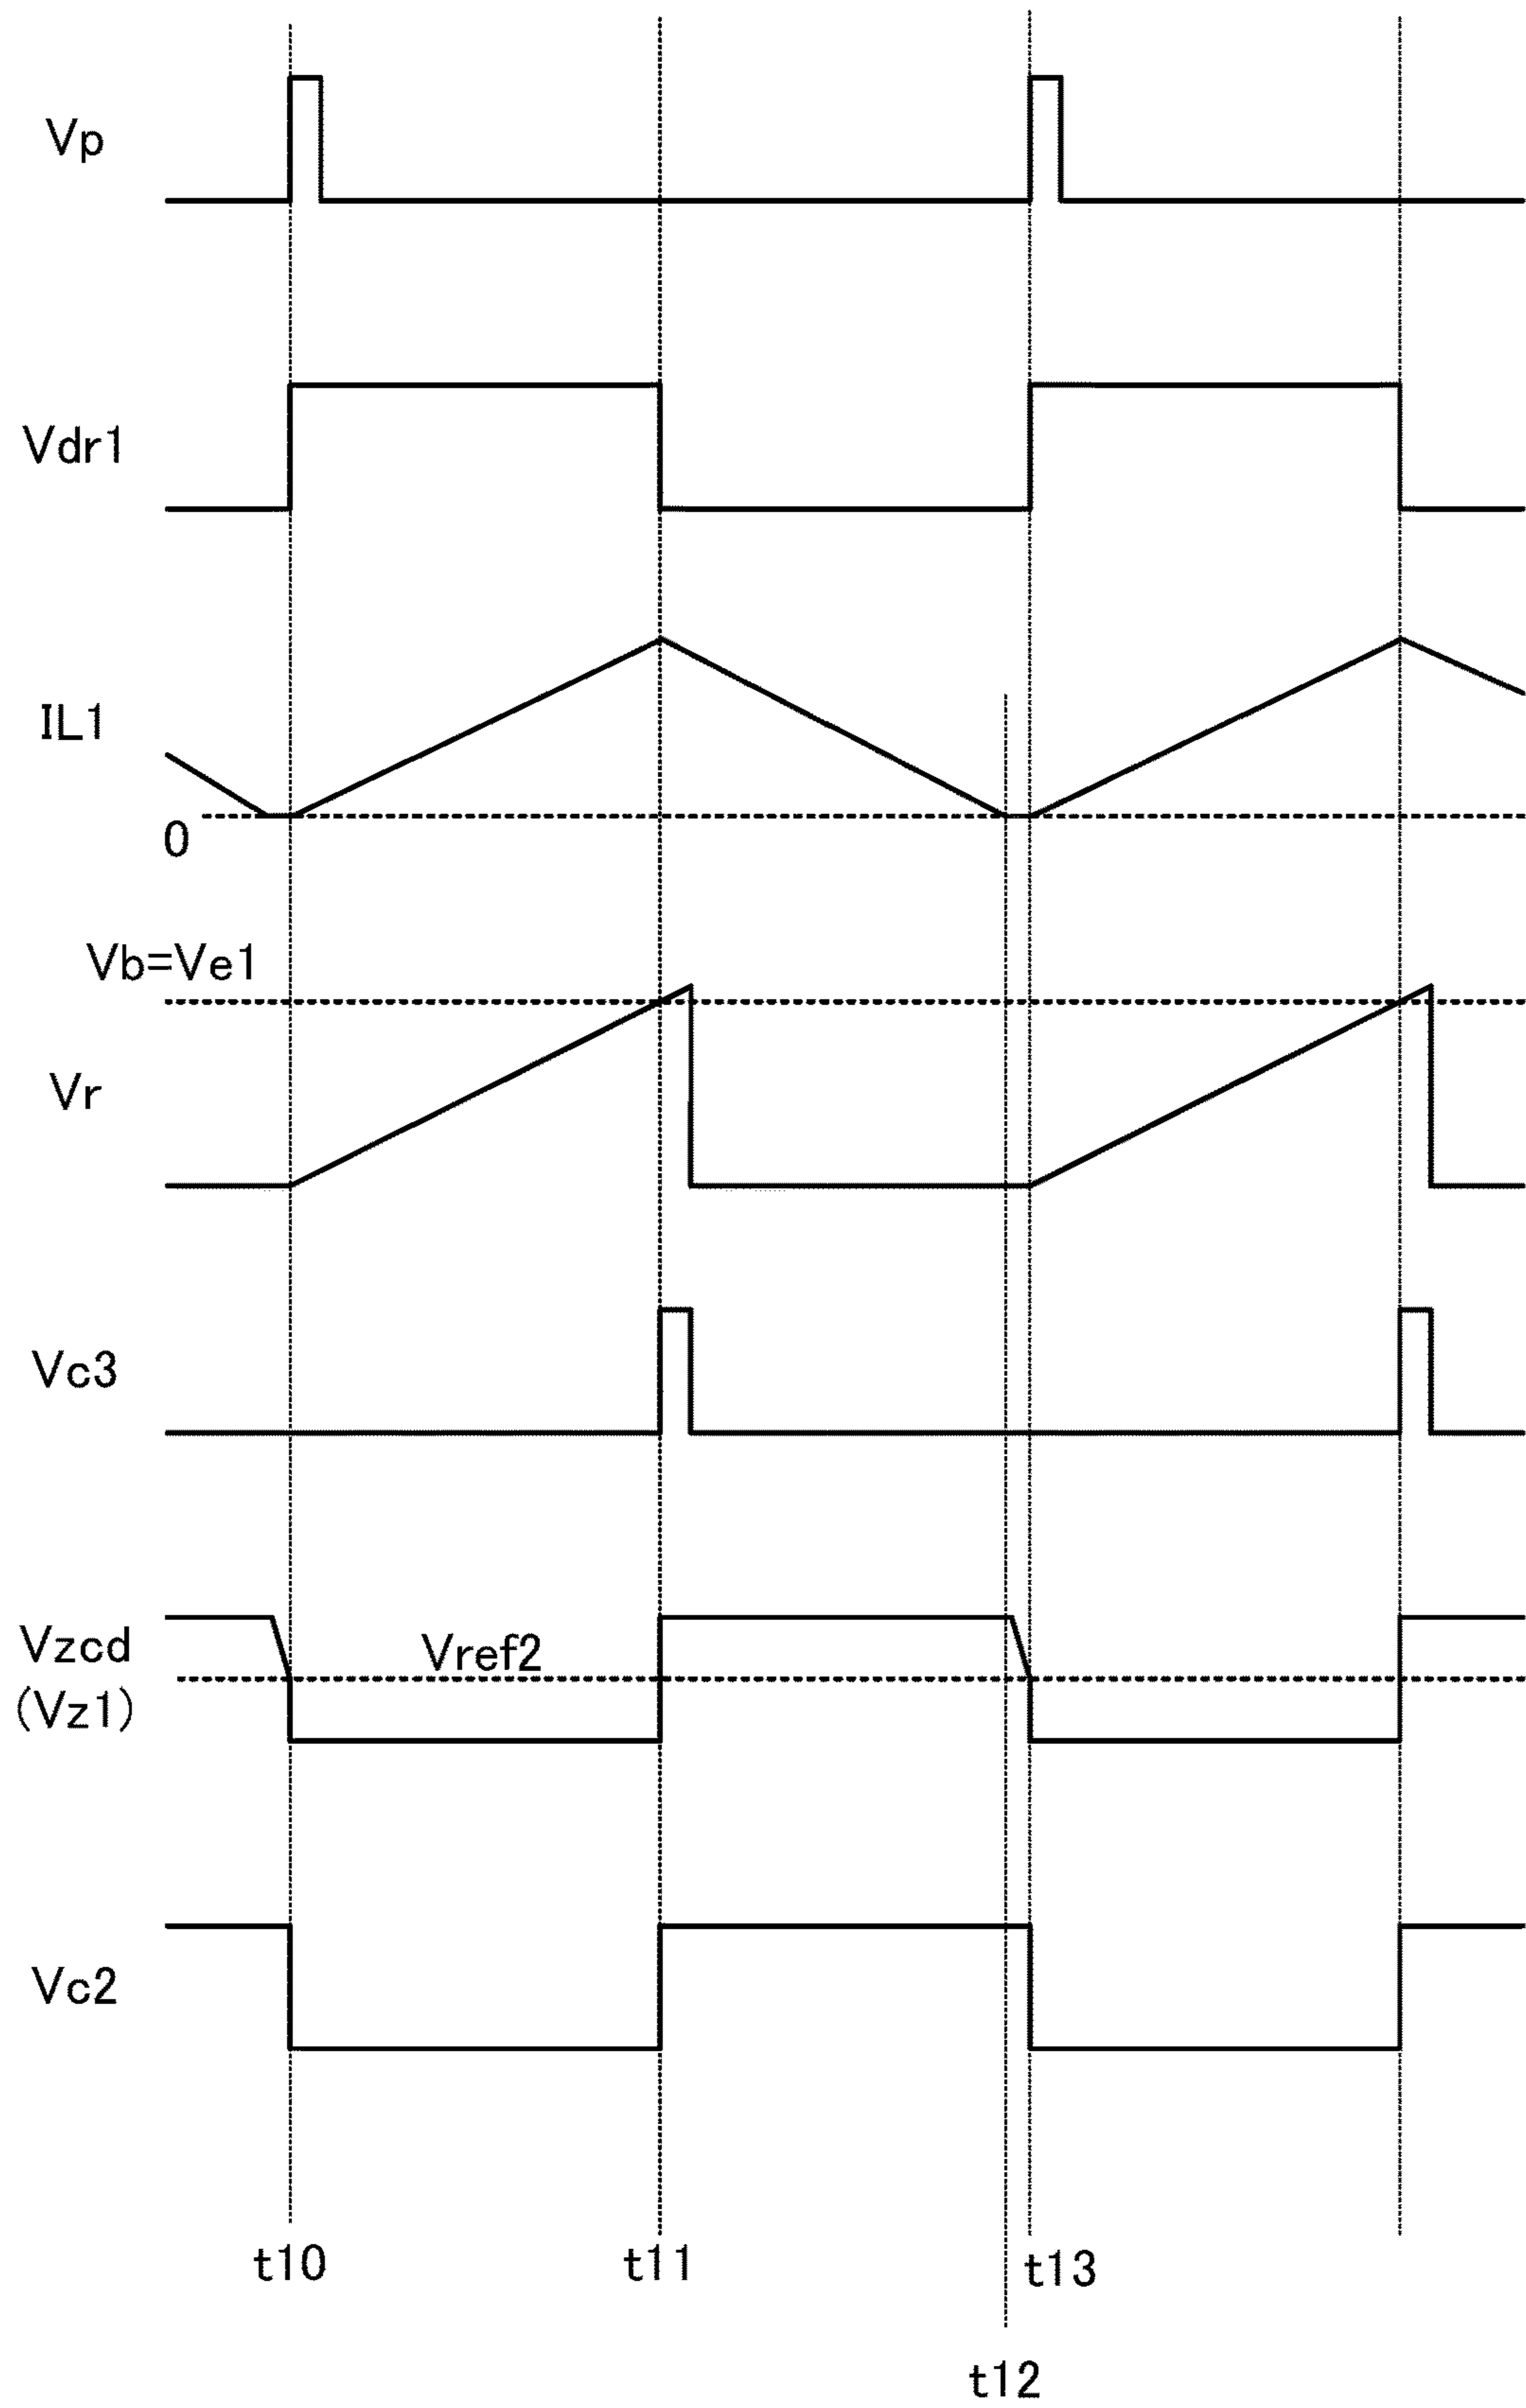 Vp
Vdr1
IL1
0
Vb=Ve1
Vr
Vc3
Vzcd
(Vz1)
Vref2
Vc2
t10
t11
t13
t12